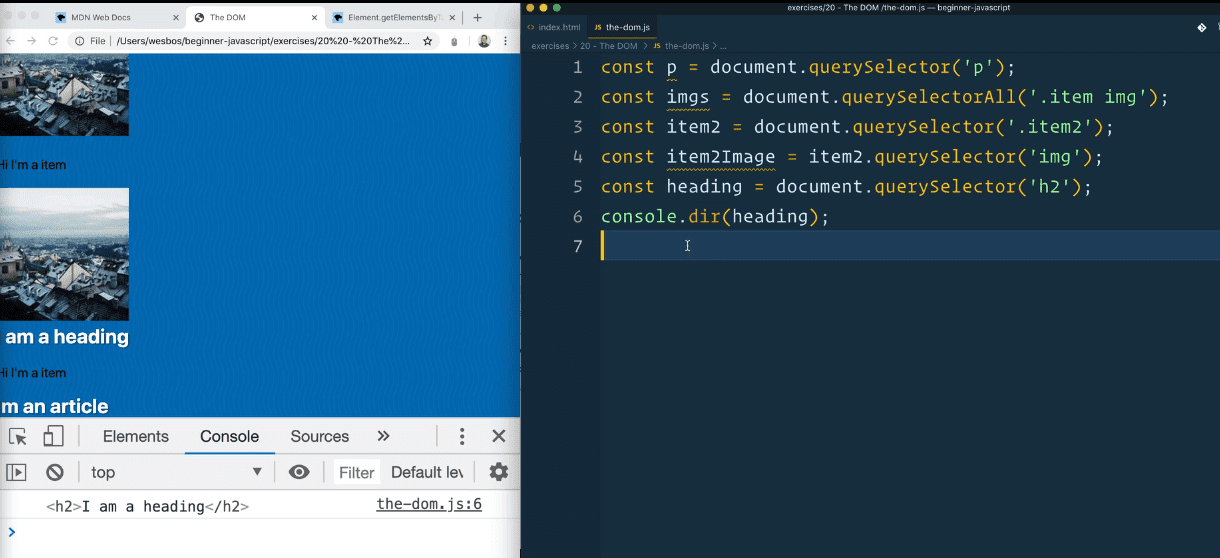 MDN Web Docs
The DOM
Element.getElementsByT
File
/Users/wesbos/beginner-javascript/exercises/20%20-%20The%2...
Hi I'm a item
am a heading
Hi I'm a item
m an article
Elements
Console
Sources
top
Filter
Default lev
<h2>I am a heading</h2>
the-dom.js:6
exercises/20 - The DOM /the-dom.js — beginner-javascript
index.html
JS the-dom.js
exercises > 20 - The DOM > JS the-dom.js > ...
1 const p = document.querySelector('p');
2 const imgs = document.querySelectorAll('.item img');
3 const item2 = document.querySelector('.item2');
4 const item2Image = item2.querySelector('img');
5 const heading = document.querySelector('h2');
6 console.dir(heading);
7